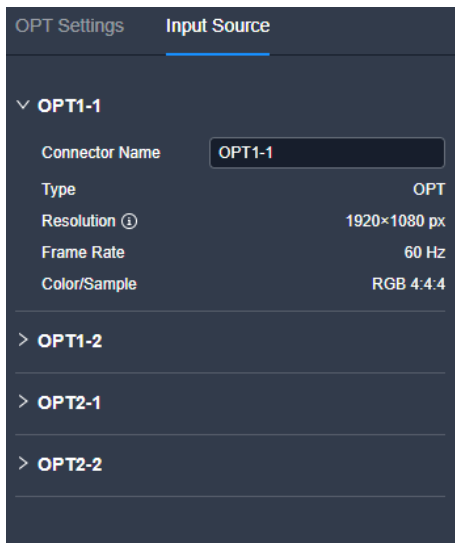 OPT Settings Input Source
OPT1-1
Connector Name OPT1-1
Type OPT
Resolution 1920×1080 px
Frame Rate 60 Hz
Color/Sample RGB 4:4:4
OPT1-2
OPT2-1
OPT2-2